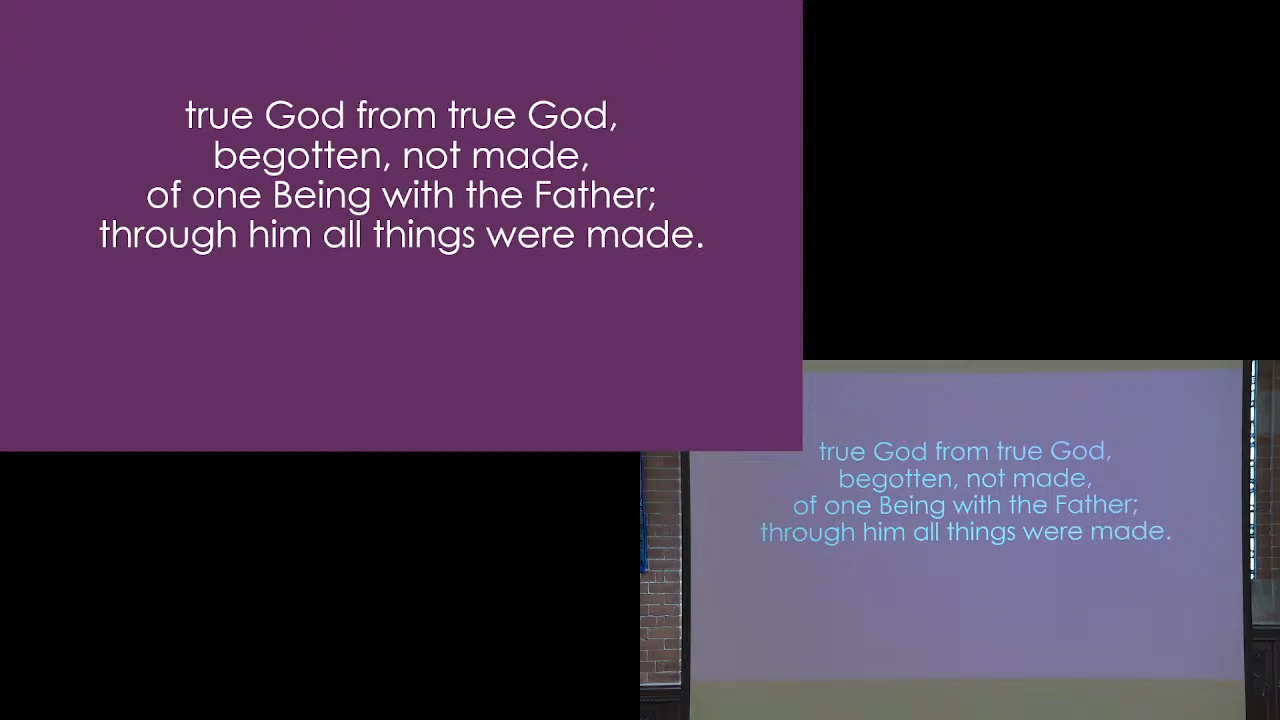 true God from true God,
begotten, not made,
of one Being with the Father;
through him all things were made.
true God from true God,
begotten, not made,
of one Being with the Father;
through him all things were made.